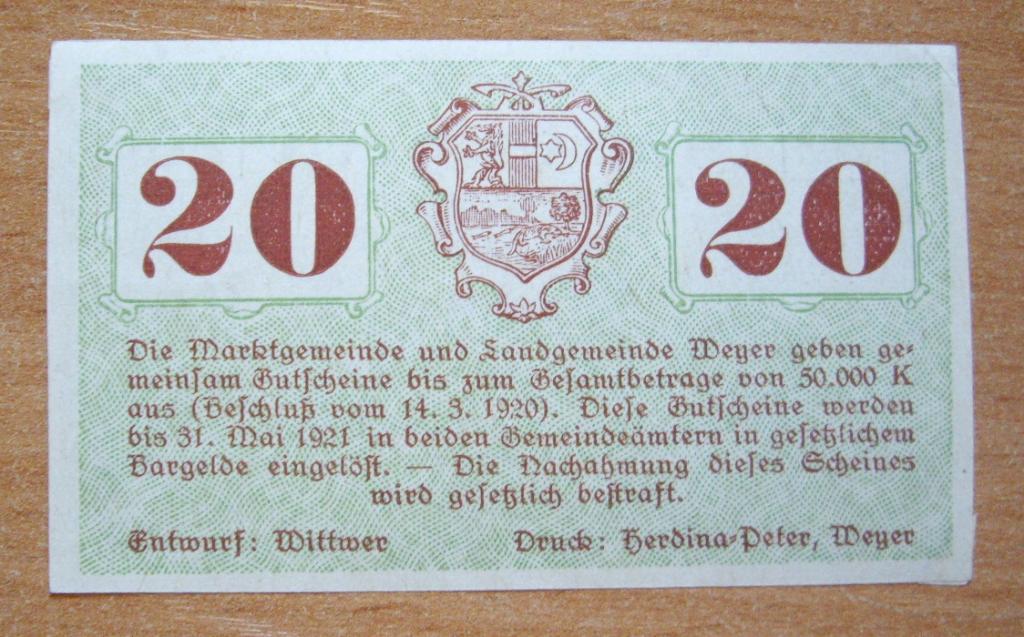 20 20
Die Marktgemeinde und Landgemeinde Weyer geben ge-
meinsam Gutscheine bis zum Gesamtbetrage von 50.000 K
aus (Beschluß vom 14. 3. 1920). Diese Gutscheine werden
bis 31. Mai 1921 in beiden Gemeindeämtern in gesetzlichem
Bargelde eingelöst. — Die Nachahmung dieses Scheines
wird gesetzlich bestraft.
Entwurf: Wittwer Druck: Herdina-Peter, Weyer